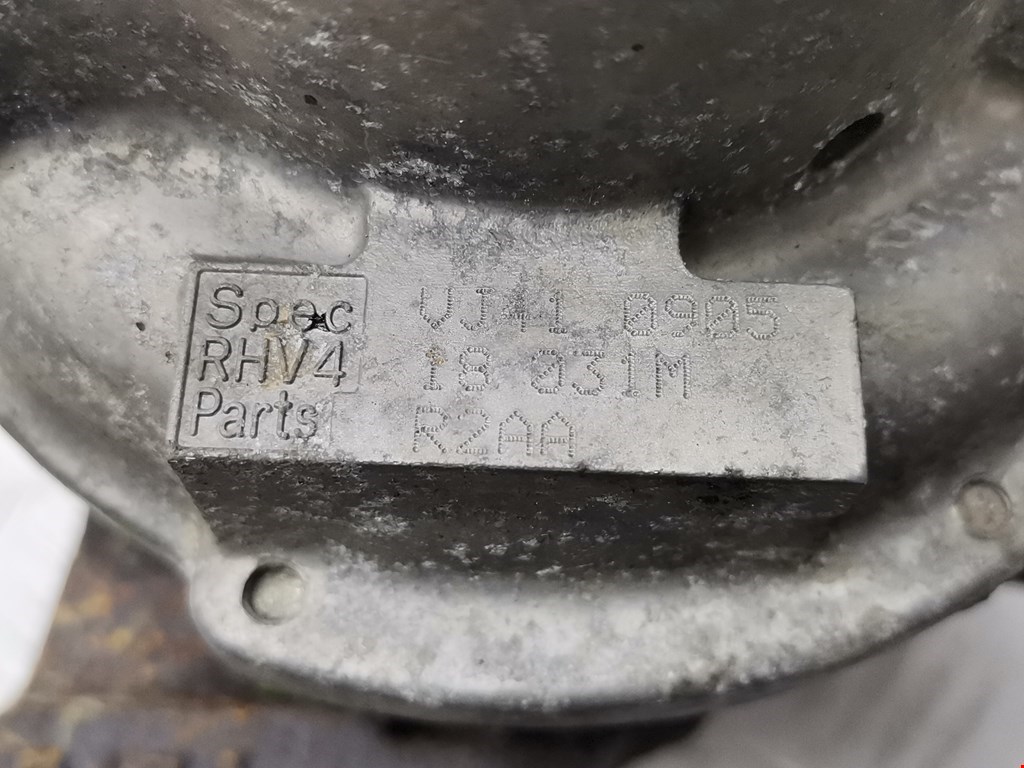 Spec VJ41 0905
RHV4 18 031M
Parts R2AA